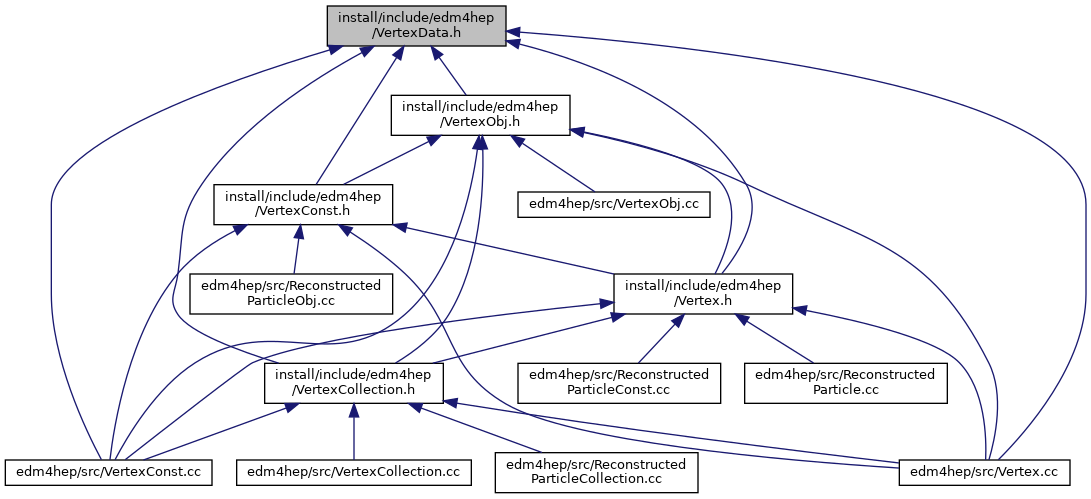 install/include/edm4hep
/VertexData.h
install/include/edm4hep
/VertexObj.h
install/include/edm4hep
/VertexConst.h
edm4hep/src/VertexObj.cc
edm4hep/src/Reconstructed
ParticleObj.cc
install/include/edm4hep
/Vertex.h
install/include/edm4hep
/VertexCollection.h
edm4hep/src/Reconstructed
ParticleConst.cc
edm4hep/src/Reconstructed
Particle.cc
edm4hep/src/VertexConst.cc
edm4hep/src/VertexCollection.cc
edm4hep/src/Reconstructed
ParticleCollection.cc
edm4hep/src/Vertex.cc